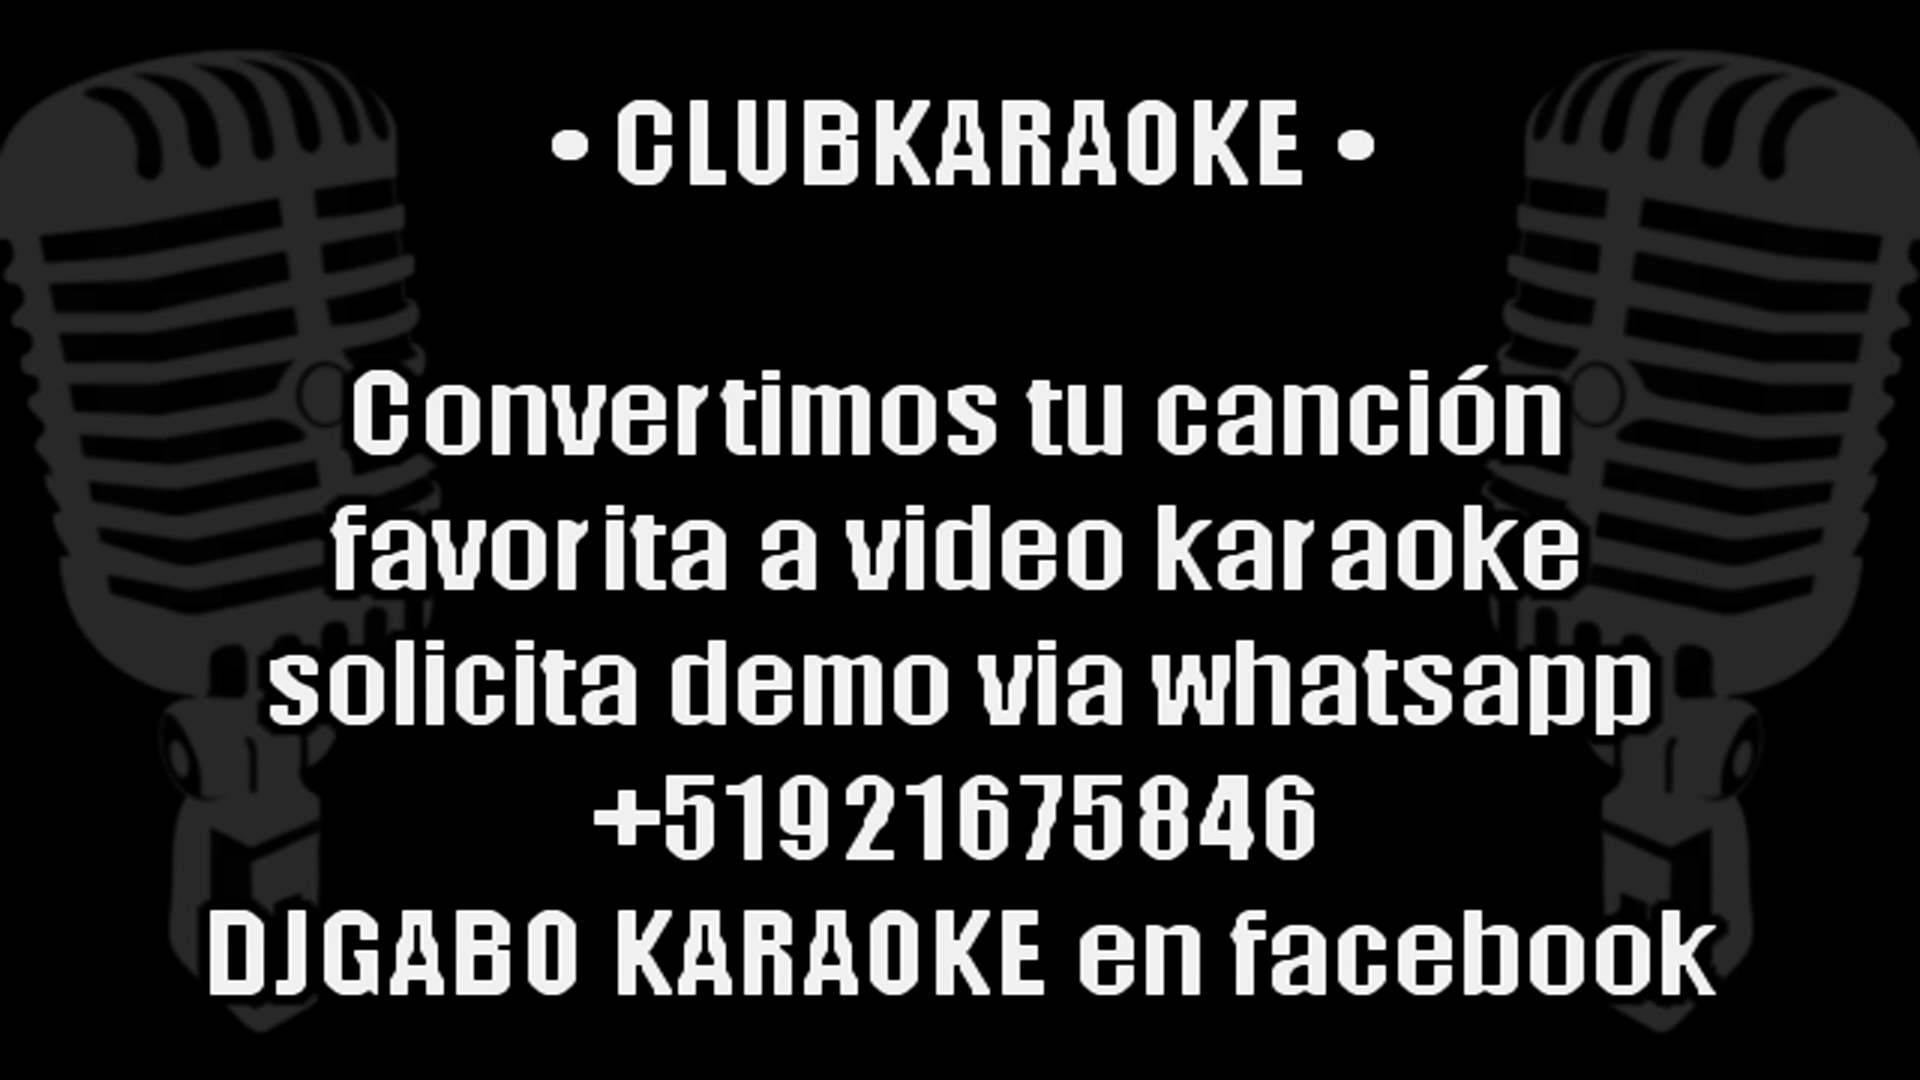 • CLUBKARAOKE •
Convertimos tu canción
favorita a video karaoke
solicita demo via whatsapp
+51921675846
DJGABO KARAOKE en facebook